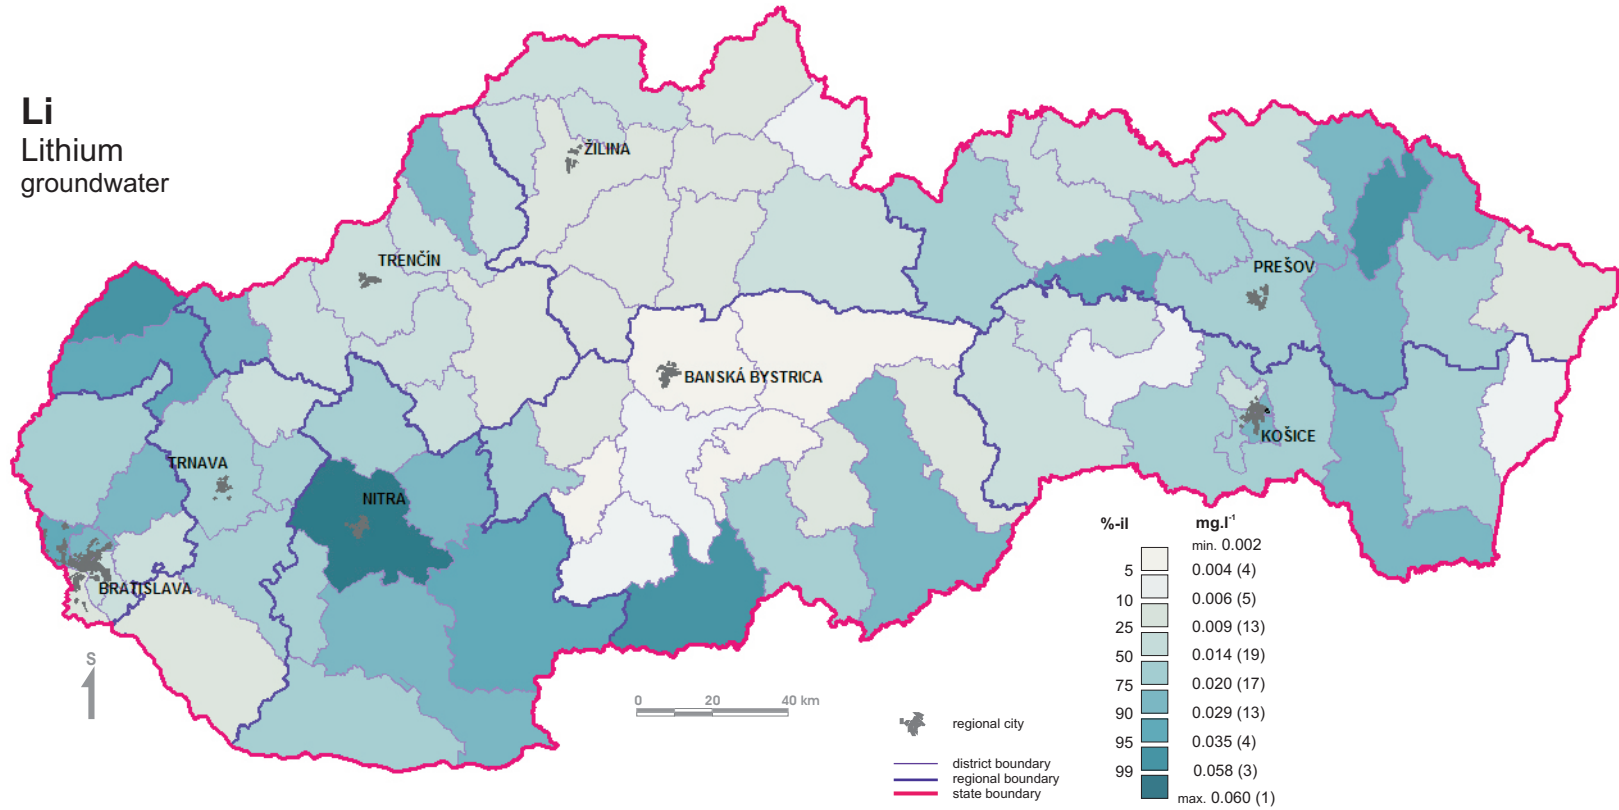 Li
Lithium
groundwater
ŽILINA
TRENČÍN
PREŠOV
BANSKÁ BYSTRICA
KOŠICE
TRNAVA
NITRA
BRATISLAVA
S
0 20 40 km
regional city
district boundary
regional boundary
state boundary
%-il mg.l-1
min. 0.002
5 0.004 (4)
10 0.006 (5)
25 0.009 (13)
50 0.014 (19)
75 0.020 (17)
90 0.029 (13)
95 0.035 (4)
99 0.058 (3)
max. 0.060 (1)